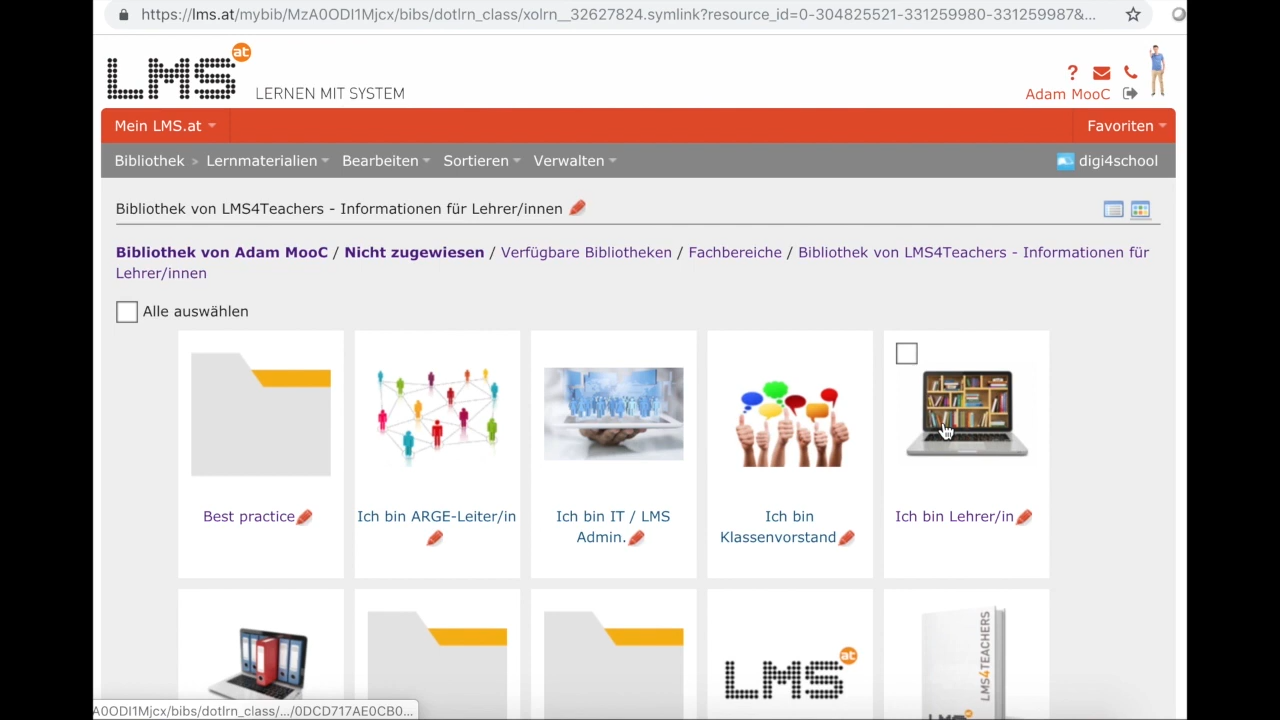 https://lms.at/mybib/MzA0ODI1Mjcx/bibs/dotlrn_class/xolrn__32627824.symlink?resource_id=0-304825521-331259980-331259987&...
LMS at LERNEN MIT SYSTEM
?
Adam MooC
Mein LMS.at Favoriten
Bibliothek » Lernmaterialien Bearbeiten Sortieren Verwalten digi4school
Bibliothek von LMS4Teachers - Informationen für Lehrer/innen
Bibliothek von Adam MooC / Nicht zugewiesen / Verfügbare Bibliotheken / Fachbereiche / Bibliothek von LMS4Teachers - Informationen für
Lehrer/innen
Alle auswählen
Best practice
Ich bin ARGE-Leiter/in
Ich bin IT / LMS
Admin.
Ich bin
Klassenvorstand
Ich bin Lehrer/in
LMS at
LMS4TEACHERS
LMS
A0ODI1Mjcx/bibs/dotlrn_class/.../0DCD717AE0CB0...